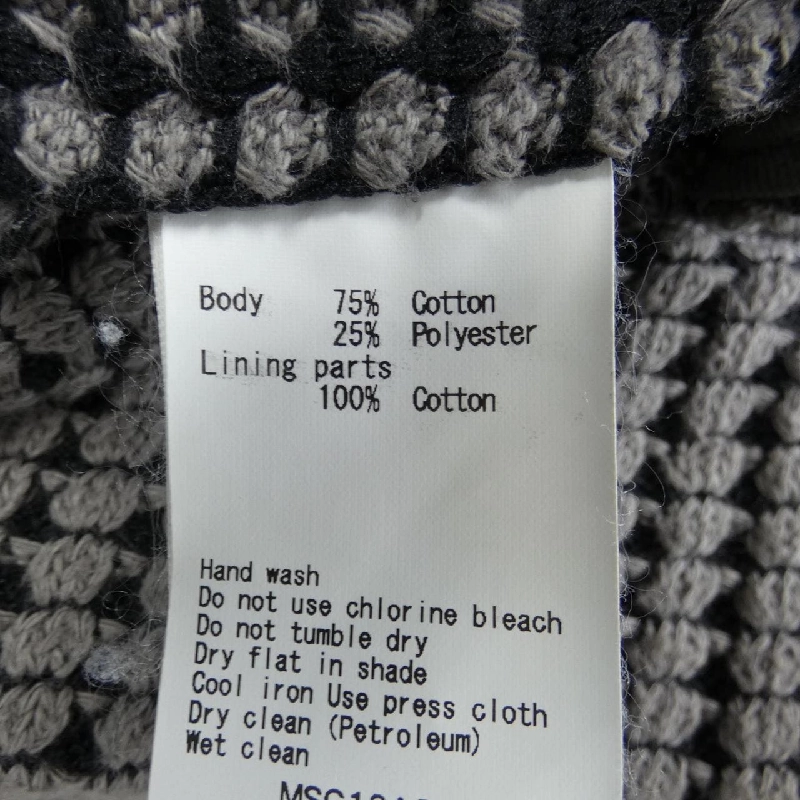 Body 75% Cotton
25% Polyester
Lining parts
100% Cotton
Hand wash
Do not use chlorine bleach
Do not tumble dry
Dry flat in shade
Cool iron Use press cloth
Dry clean (Petroleum)
Wet clean